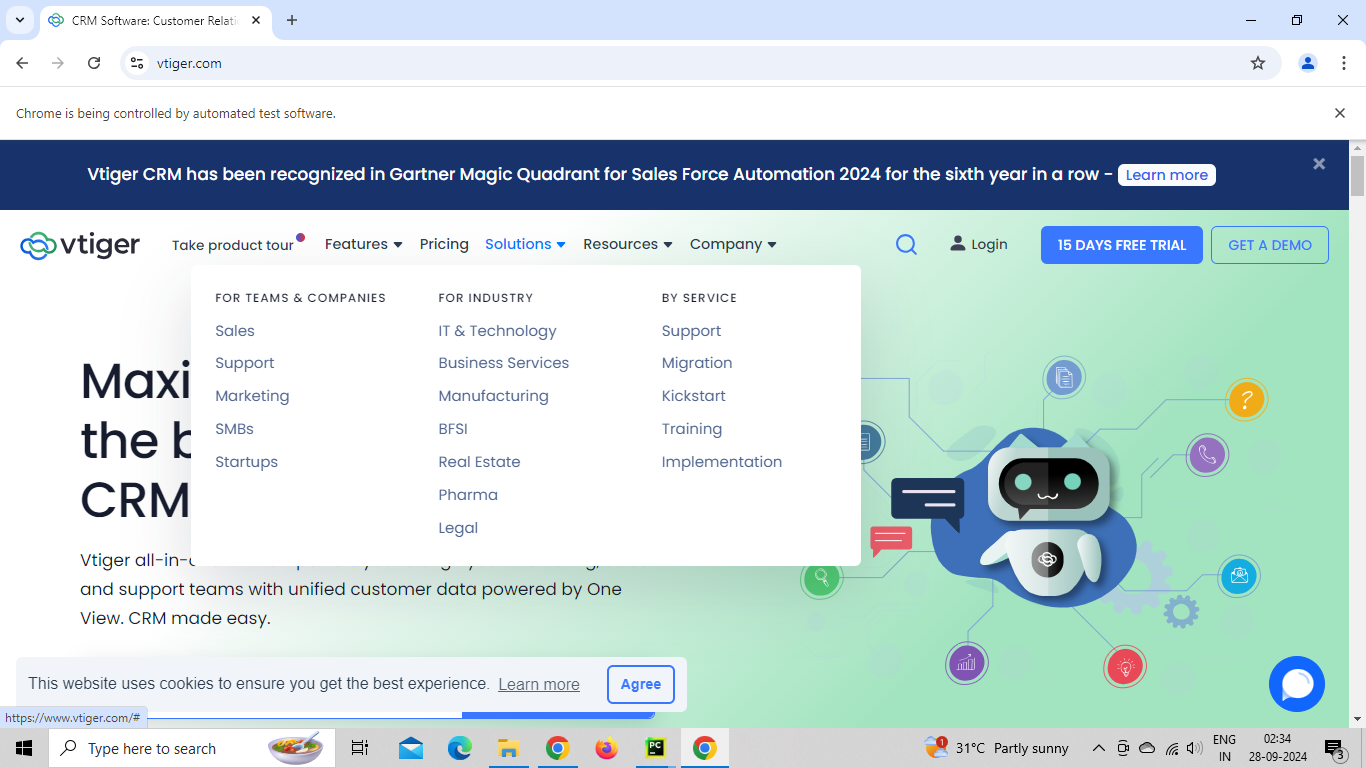 CRM Software: Customer Relati
vtiger.com
Chrome is being controlled by automated test software.
Vtiger CRM has been recognized in Gartner Magic Quadrant for Sales Force Automation 2024 for the sixth year in a row - Learn more
vtiger Take product tour Features Pricing Solutions Resources Company Login 15 DAYS FREE TRIAL GET A DEMO
FOR TEAMS & COMPANIES
Sales
Support
Marketing
SMBs
Startups
FOR INDUSTRY
IT & Technology
Business Services
Manufacturing
BFSI
Real Estate
Pharma
Legal
BY SERVICE
Support
Migration
Kickstart
Training
Implementation
Maxi
the b
CRM
Vtiger all-in-
and support teams with unified customer data powered by One
View. CRM made easy.
This website uses cookies to ensure you get the best experience. Learn more Agree
https://www.vtiger.com/#
Type here to search
PC
1
31°C Partly sunny
ENG
IN
02:34
28-09-2024
3